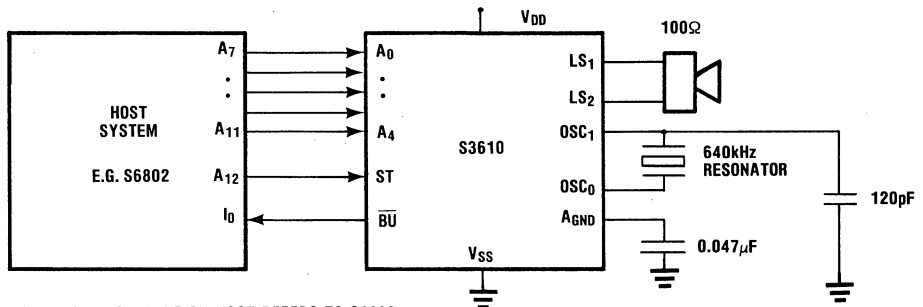 A7
HOST
SYSTEM
E.G. S6802
A11
A12
I0
VDD
A0
A4
ST
BU
S3610
LS1
LS2
OSC1
OSC0
AGND
VSS
100Ω
640kHz
RESONATOR
120pF
0.047μF